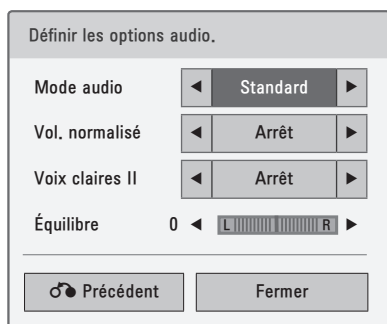 Définir les options audio.
Mode audio ◀ Standard ▶
Vol. normalisé ◀ Arrêt ▶
Voix claires II ◀ Arrêt ▶
Équilibre 0 ◀ L R ▶
Précédent Fermer